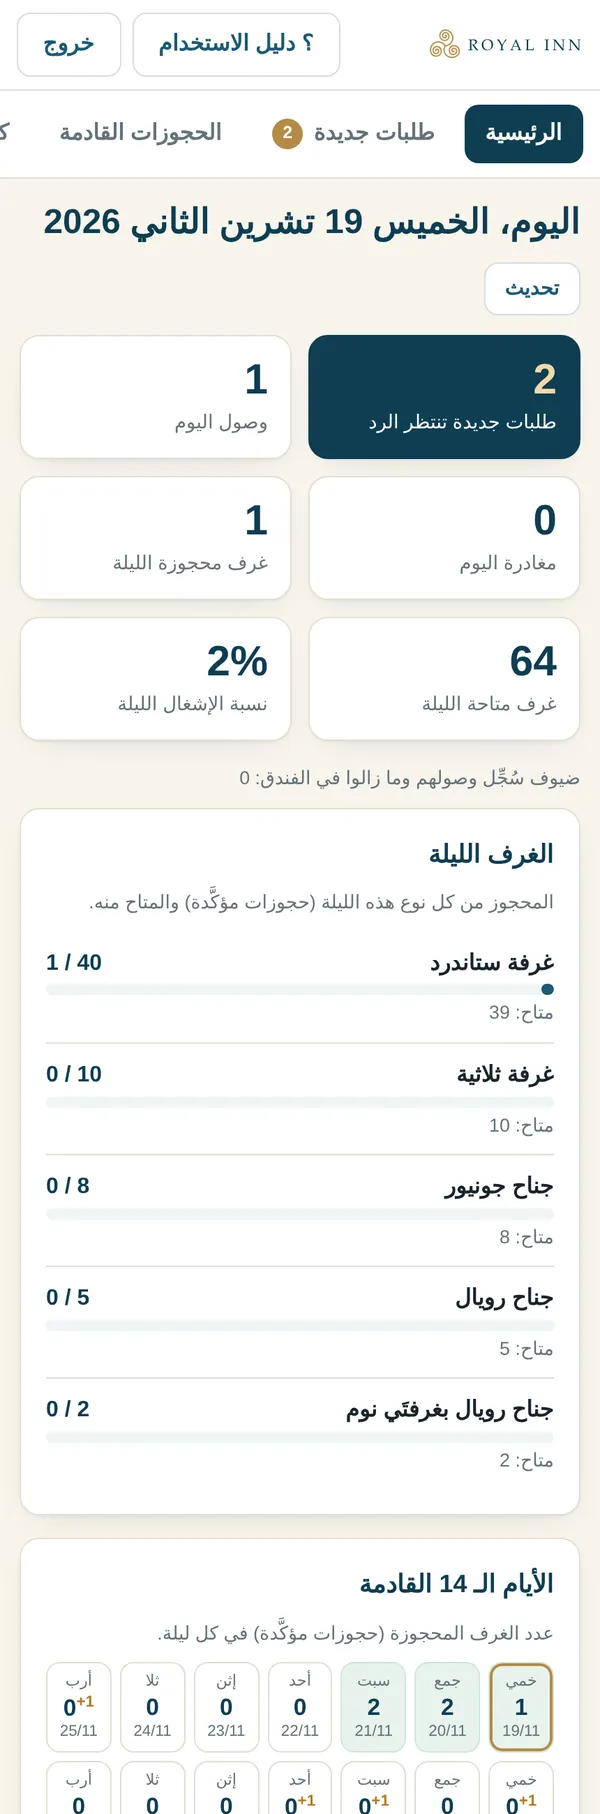 ROYAL INN
؟ دليل الاستخدام
خروج
الرئيسية
طلبات جديدة 2
الحجوزات القادمة
اليوم، الخميس 19 تشرين الثاني 2026
تحديث
2
طلبات جديدة تنتظر الرد
1
وصول اليوم
0
مغادرة اليوم
1
غرف محجوزة الليلة
64
غرف متاحة الليلة
2%
نسبة الإشغال الليلة
ضيوف سُجِّل وصولهم وما زالوا في الفندق: 0
الغرف الليلة
المحجوز من كل نوع هذه الليلة (حجوزات مؤكَّدة) والمتاح منه.
غرفة ستاندرد
1 / 40
متاح: 39
غرفة ثلاثية
0 / 10
متاح: 10
جناح جونيور
0 / 8
متاح: 8
جناح رويال
0 / 5
متاح: 5
جناح رويال بغرفتَي نوم
0 / 2
متاح: 2
الأيام الـ 14 القادمة
عدد الغرف المحجوزة (حجوزات مؤكَّدة) في كل ليلة.
خمي
1
19/11
جمع
2
20/11
سبت
2
21/11
أحد
0
22/11
إثن
0
23/11
ثلا
0
24/11
أرب
0+1
25/11
خمي
0+1
جمع
0
سبت
0+1
أحد
0+1
إثن
0
ثلا
0
أرب
0